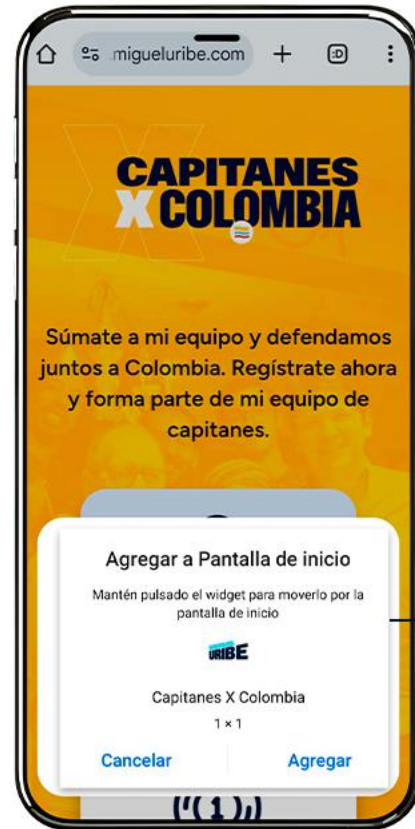 .migueluribe.com
:D
CAPITANES
X COLOMBIA
Súmate a mi equipo y defendamos
juntos a Colombia. Regístrate ahora
y forma parte de mi equipo de
capitanes.
Agregar a Pantalla de inicio
Mantén pulsado el widget para moverlo por la
pantalla de inicio
URIBE
Capitanes X Colombia
1 × 1
Cancelar
Agregar
((1))